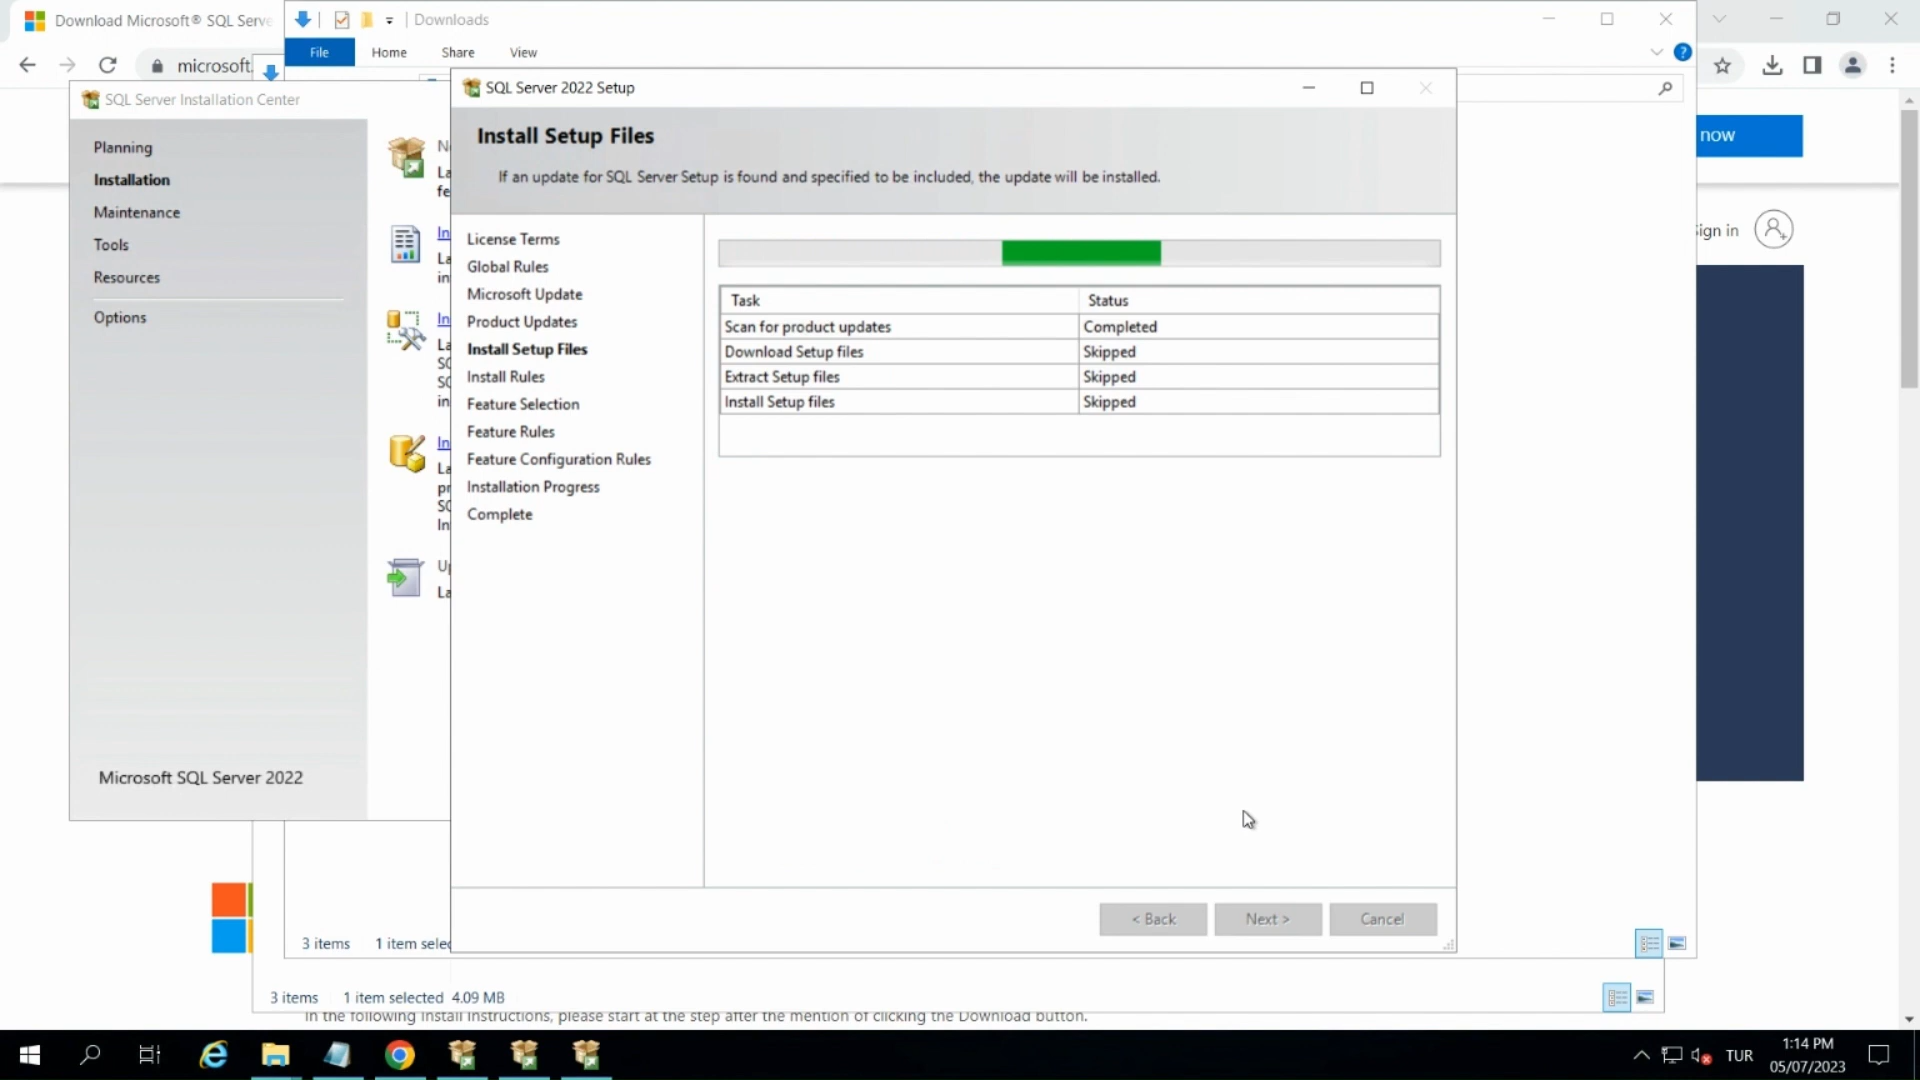 Download Microsoft® SQL Serve
Downloads
File
Home
Share
View
microsoft.
SQL Server Installation Center
SQL Server 2022 Setup
Install Setup Files
If an update for SQL Server Setup is found and specified to be included, the update will be installed.
now
Sign in
Planning
Installation
Maintenance
Tools
Resources
Options
Microsoft SQL Server 2022
License Terms
Global Rules
Microsoft Update
Product Updates
Install Setup Files
Install Rules
Feature Selection
Feature Rules
Feature Configuration Rules
Installation Progress
Complete
Task Status
Scan for product updates Completed
Download Setup files Skipped
Extract Setup files Skipped
Install Setup files Skipped
< Back
Next >
Cancel
3 items 1 item selec
3 items 1 item selected 4.09 MB
In the following Install Instructions, please start at the step after the mention of clicking the Download button.
TUR
1:14 PM
05/07/2023